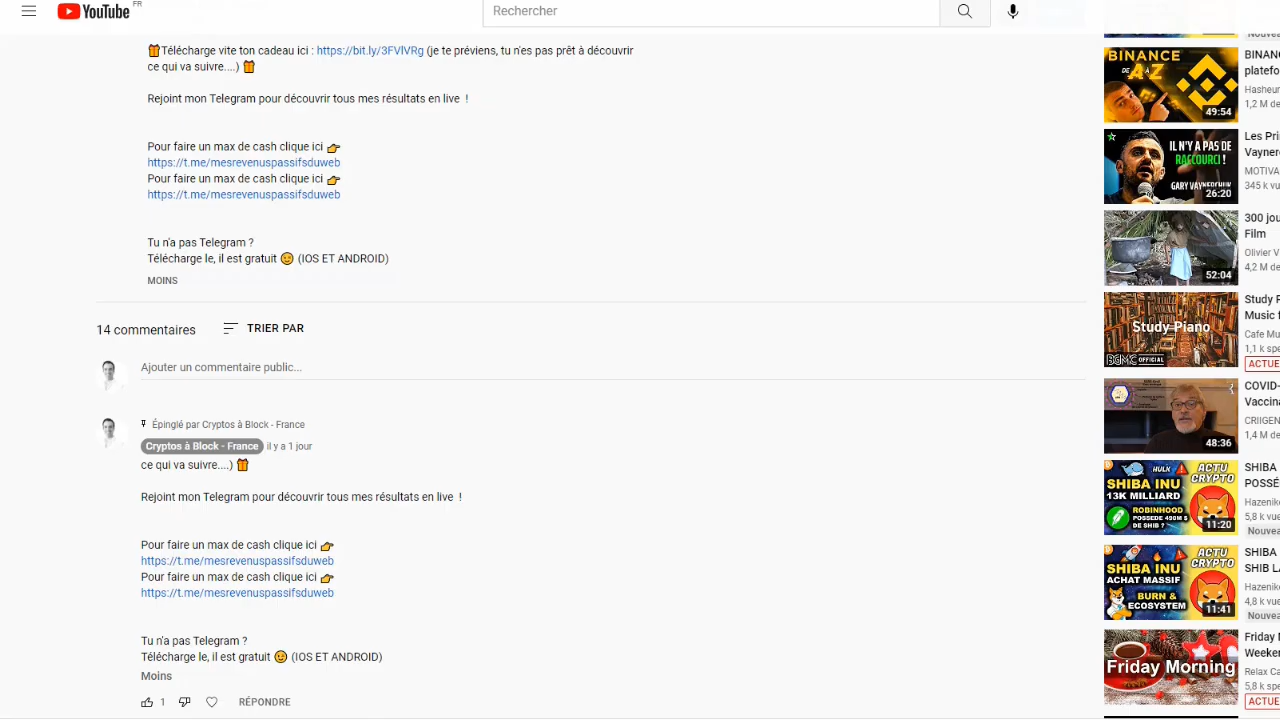 YouTube FR
Rechercher
🎁Télécharge vite ton cadeau ici : https://bit.ly/3FVlVRg (je te préviens, tu n'es pas prêt à découvrir
ce qui va suivre....) 🎁
Rejoint mon Telegram pour découvrir tous mes résultats en live !
Pour faire un max de cash clique ici 👉
https://t.me/mesrevenuspassifsduweb
Pour faire un max de cash clique ici 👉
https://t.me/mesrevenuspassifsduweb
Tu n'a pas Telegram ?
Télécharge le, il est gratuit 😉 (IOS ET ANDROID)
MOINS
14 commentaires
TRIER PAR
Ajouter un commentaire public...
Épinglé par Cryptos à Block - France
Cryptos à Block - France il y a 1 jour
ce qui va suivre....) 🎁
Rejoint mon Telegram pour découvrir tous mes résultats en live !
Pour faire un max de cash clique ici 👉
https://t.me/mesrevenuspassifsduweb
Pour faire un max de cash clique ici 👉
https://t.me/mesrevenuspassifsduweb
Tu n'a pas Telegram ?
Télécharge le, il est gratuit 😉 (IOS ET ANDROID)
Moins
1 RÉPONDRE
BINANCE
DE A À Z
49:54
BINANC
platefo
Hasheur
1,2 M de
IL N'Y A PAS DE
RACCOURCI !
GARY VAYNERCHUK
26:20
Les Pri
Vayner
MOTIVA
345 k vu
52:04
300 jou
Film
Olivier V
4,2 M de
Study Piano
BGMC OFFICIAL
Study P
Music f
Cafe Mu
1,1 k spe
ACTUE
48:36
COVID-
Vaccina
CRIIGEN
1,4 M de
HULK
ACTU
CRYPTO
SHIBA INU
13K MILLIARD
ROBINHOOD
POSSEDE 490M $
DE SHIB ?
11:20
SHIBA
POSSÉ
Hazenike
5,8 k vue
Nouvea
ACTU
CRYPTO
SHIBA INU
ACHAT MASSIF
BURN &
ECOSYSTEM
11:41
SHIBA
SHIB LA
Hazenike
4,8 k vue
Nouvea
Friday Morning
Friday M
Weeken
Relax Ca
5,8 k spe
ACTUE